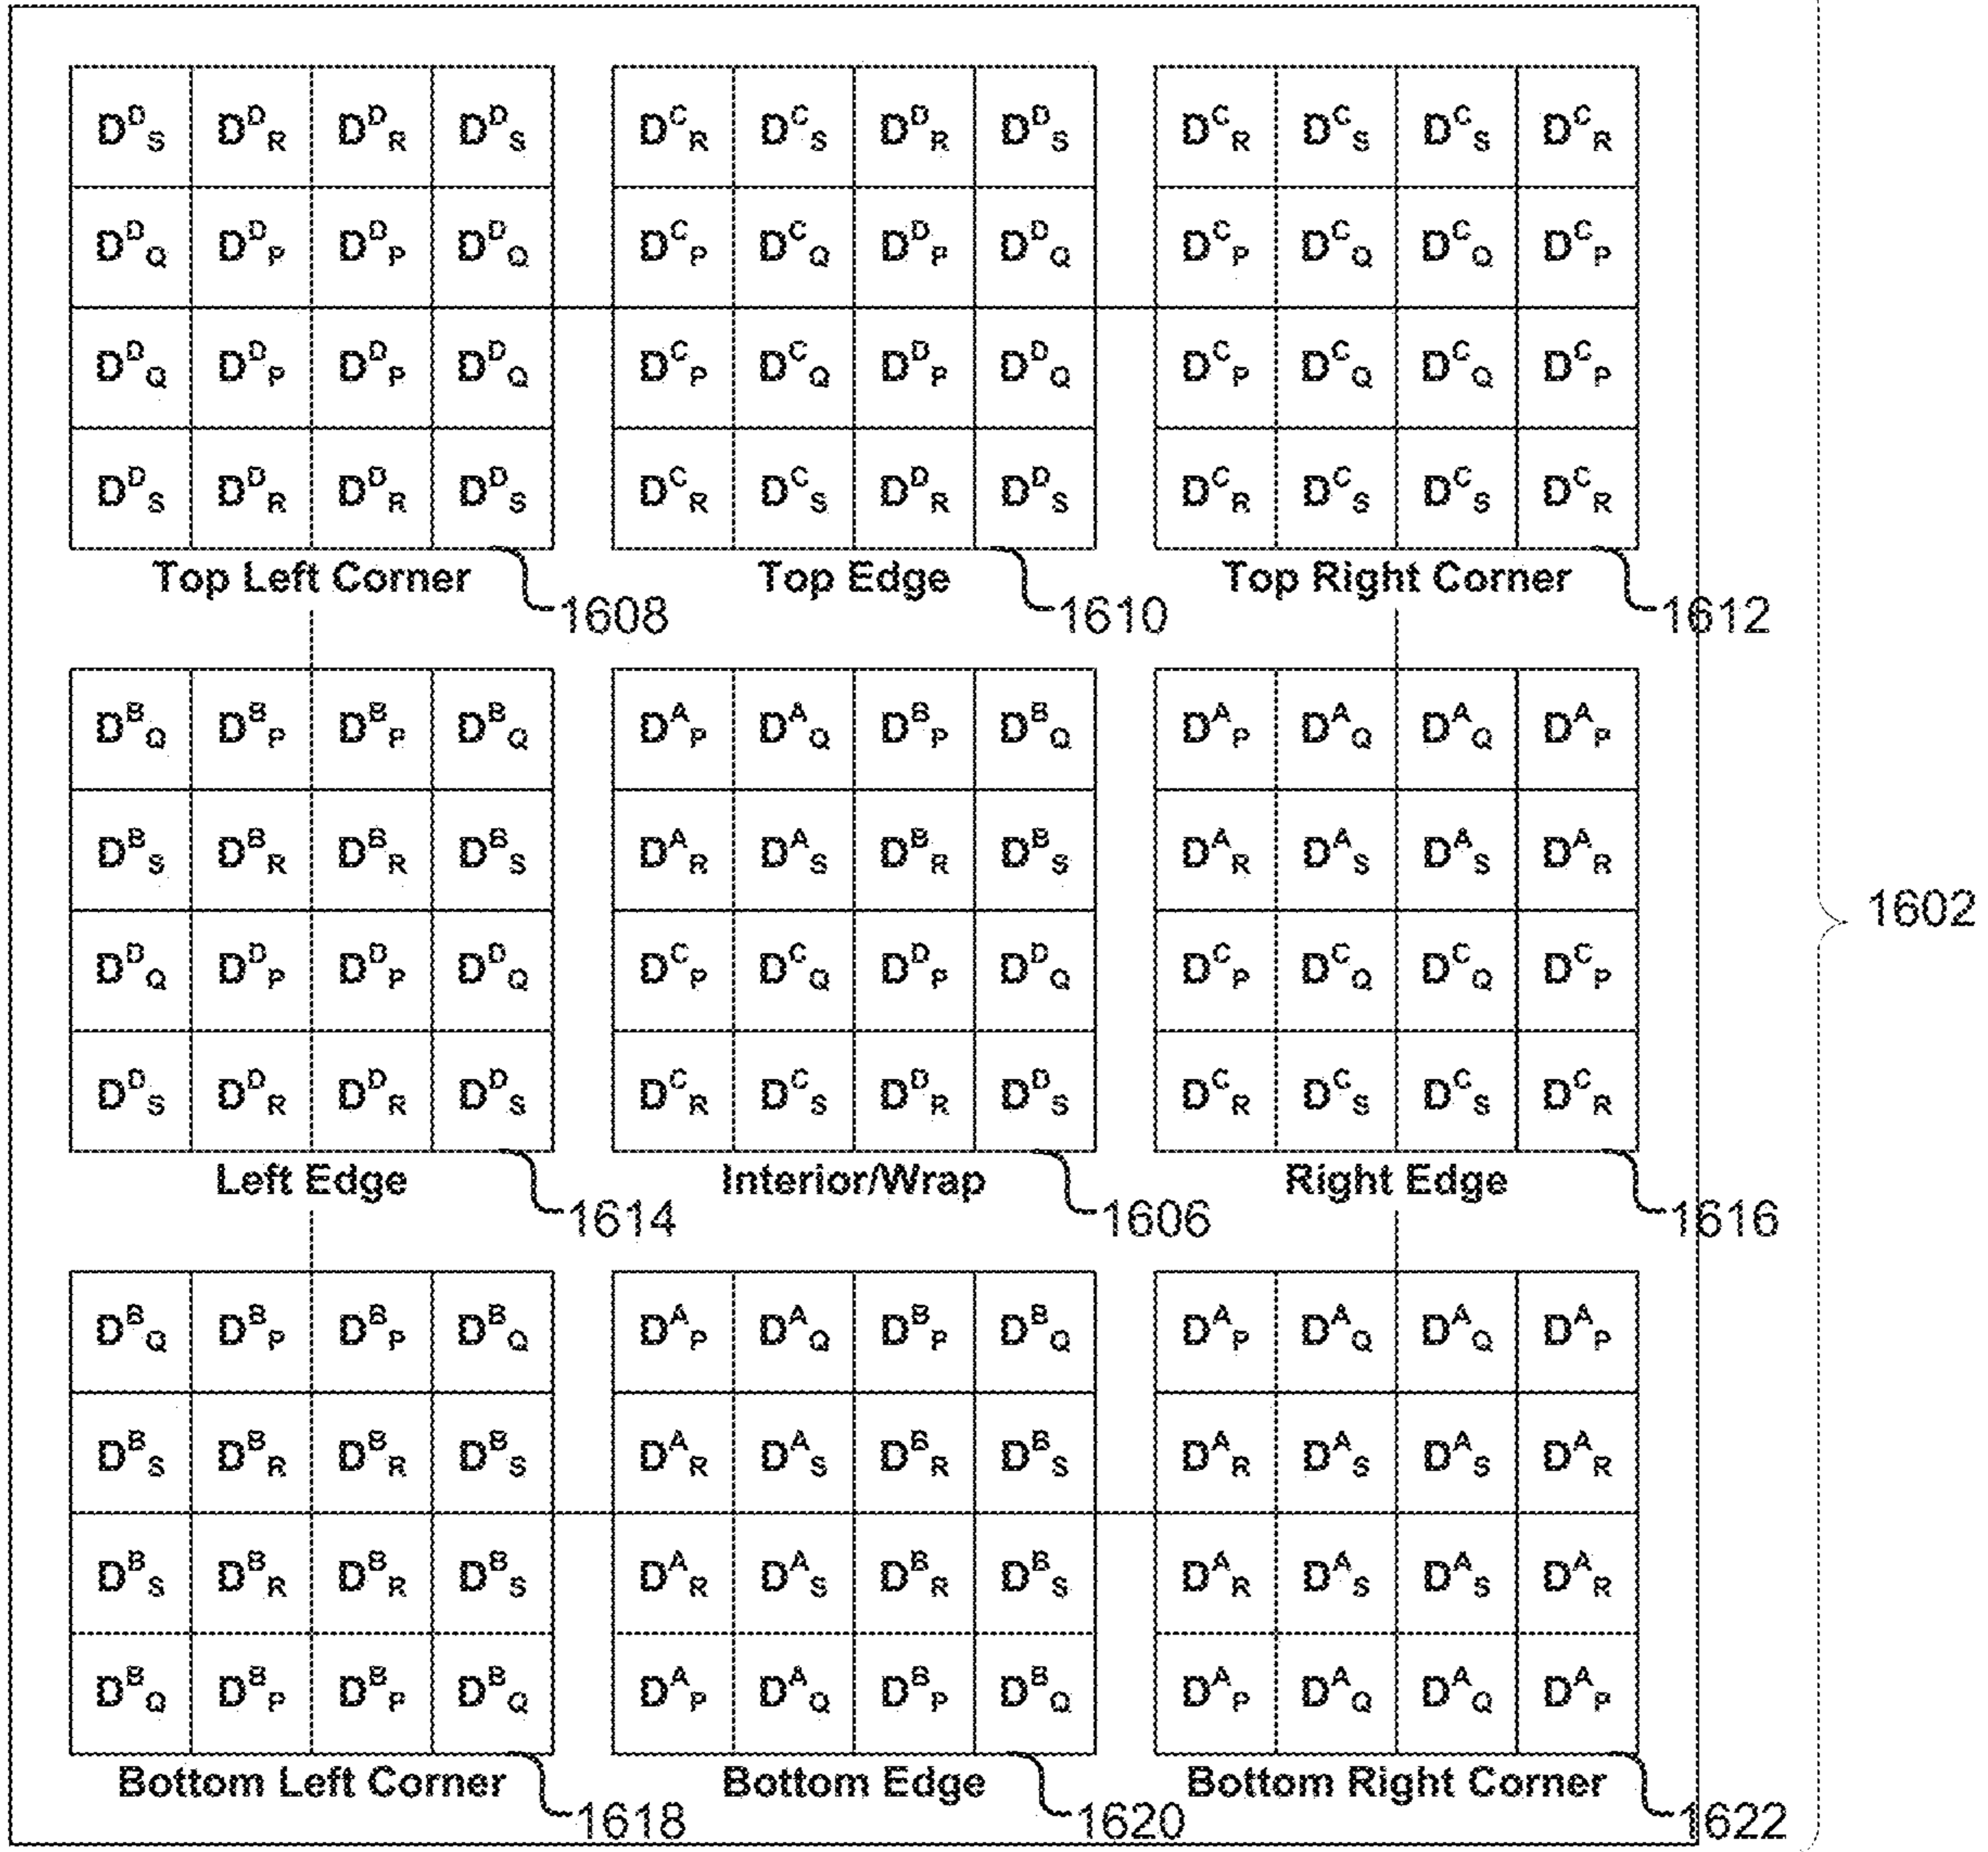 D^D_S D^D_R D^D_R D^D_S D^C_R D^C_S D^D_R D^D_S D^C_R D^C_S D^C_S D^C_R
D^D_Q D^D_P D^D_P D^D_Q D^C_P D^C_Q D^D_P D^D_Q D^C_P D^C_Q D^C_Q D^C_P
D^D_Q D^D_P D^D_P D^D_Q D^C_P D^C_Q D^D_P D^D_Q D^C_P D^C_Q D^C_Q D^C_P
D^D_S D^D_R D^D_R D^D_S D^C_R D^C_S D^D_R D^D_S D^C_R D^C_S D^C_S D^C_R
Top Left Corner Top Edge Top Right Corner
1608 1610 1612
D^B_Q D^B_P D^B_P D^B_Q D^A_P D^A_Q D^B_P D^B_Q D^A_P D^A_Q D^A_Q D^A_P
D^B_S D^B_R D^B_R D^B_S D^A_R D^A_S D^B_R D^B_S D^A_R D^A_S D^A_S D^A_R
1602
D^D_Q D^D_P D^D_P D^D_Q D^C_P D^C_Q D^D_P D^D_Q D^C_P D^C_Q D^C_Q D^C_P
D^D_S D^D_R D^D_R D^D_S D^C_R D^C_S D^D_R D^D_S D^C_R D^C_S D^C_S D^C_R
Left Edge Interior/Wrap Right Edge
1614 1606 1616
D^B_Q D^B_P D^B_P D^B_Q D^A_P D^A_Q D^B_P D^B_Q D^A_P D^A_Q D^A_Q D^A_P
D^B_S D^B_R D^B_R D^B_S D^A_R D^A_S D^B_R D^B_S D^A_R D^A_S D^A_S D^A_R
D^B_S D^B_R D^B_R D^B_S D^A_R D^A_S D^B_R D^B_S D^A_R D^A_S D^A_S D^A_R
D^B_Q D^B_P D^B_P D^B_Q D^A_P D^A_Q D^B_P D^B_Q D^A_P D^A_Q D^A_Q D^A_P
Bottom Left Corner Bottom Edge Bottom Right Corner
1618 1620 1622